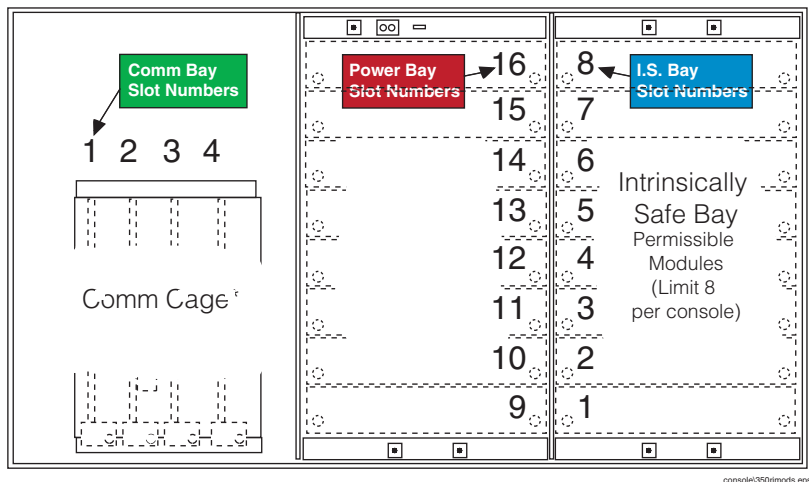 Comm Bay
Slot Numbers
1 2 3 4
Comm Cage
Power Bay
Slot Numbers
16
15
14
13
12
11
10
9
I.S. Bay
Slot Numbers
8
7
6
5
4
3
2
1
Intrinsically
Safe Bay
Permissible
Modules
(Limit 8
per console)
console\350rimods.eps